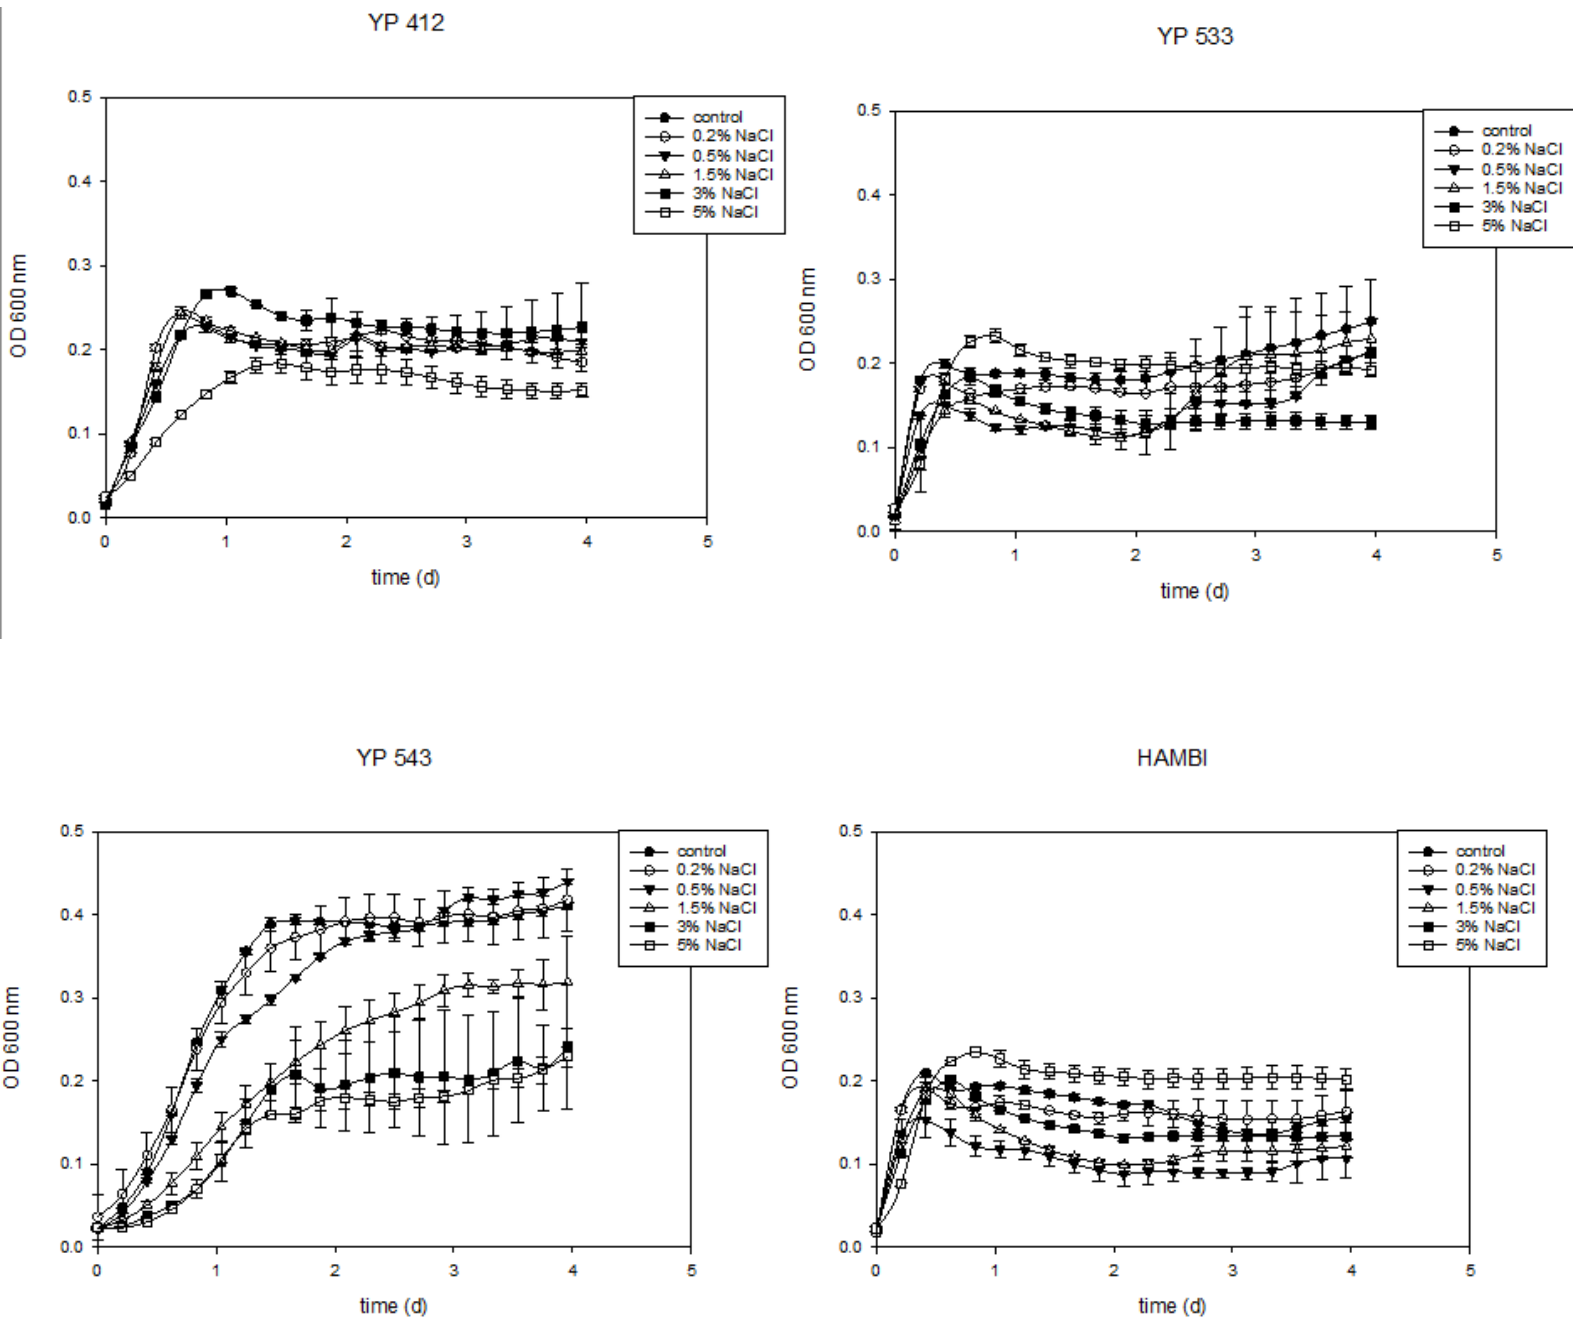 YP 412
0.5
0.4
0.3
0.2
0.1
0.0
OD 600 nm
control
0.2% NaCl
0.5% NaCl
1.5% NaCl
3% NaCl
5% NaCl
0 1 2 3 4 5
time (d)
YP 533
0.5
0.4
0.3
0.2
0.1
0.0
OD 600 nm
control
0.2% NaCl
0.5% NaCl
1.5% NaCl
3% NaCl
5% NaCl
0 1 2 3 4 5
time (d)
YP 543
0.5
0.4
0.3
0.2
0.1
0.0
OD 600 nm
control
0.2% NaCl
0.5% NaCl
1.5% NaCl
3% NaCl
5% NaCl
0 1 2 3 4 5
time (d)
HAMBI
0.5
0.4
0.3
0.2
0.1
0.0
OD 600 nm
control
0.2% NaCl
0.5% NaCl
1.5% NaCl
3% NaCl
5% NaCl
0 1 2 3 4 5
time (d)